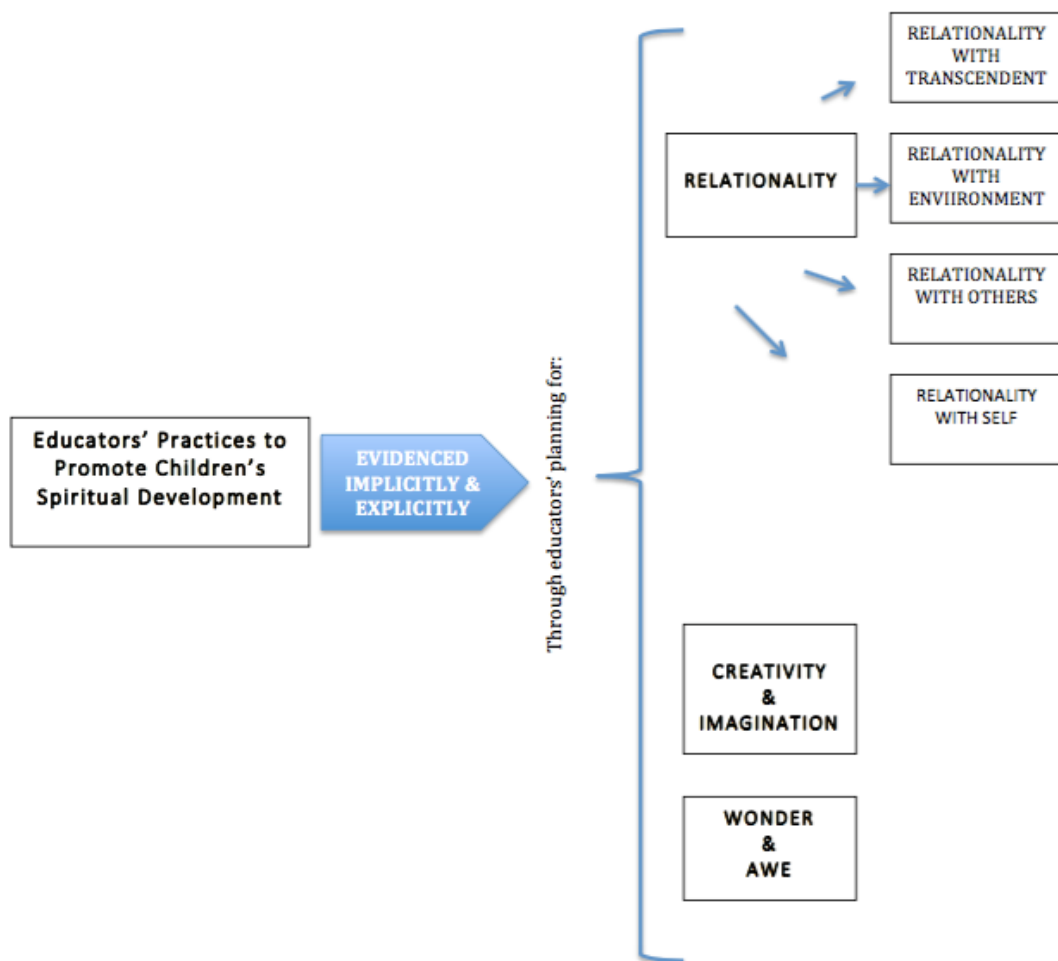 Educators’ Practices to
Promote Children’s
Spiritual Development
EVIDENCED
IMPLICITLY &
EXPLICITLY
Through educators’ planning for:
RELATIONALITY
RELATIONALITY
WITH
TRANSCENDENT
RELATIONALITY
WITH
ENVIIRONMENT
RELATIONALITY
WITH OTHERS
RELATIONALITY
WITH SELF
CREATIVITY
&
IMAGINATION
WONDER
&
AWE